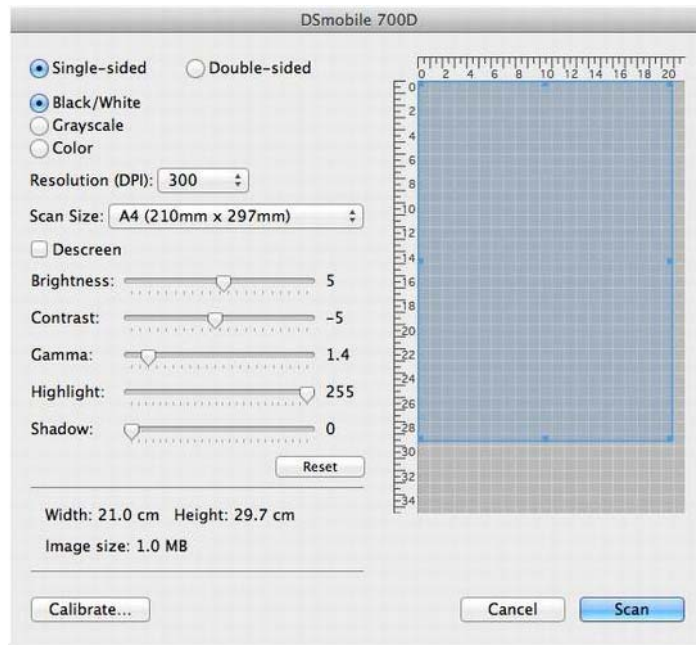 DSmobile 700D
Single-sided Double-sided
Black/White
Grayscale
Color
Resolution (DPI): 300
Scan Size: A4 (210mm x 297mm)
Descreen
Brightness: 5
Contrast: -5
Gamma: 1.4
Highlight: 255
Shadow: 0
Reset
Width: 21.0 cm Height: 29.7 cm
Image size: 1.0 MB
Calibrate...
0 2 4 6 8 10 12 14 16 18 20
0
2
4
6
8
10
12
14
16
18
20
22
24
26
28
30
32
34
Cancel Scan